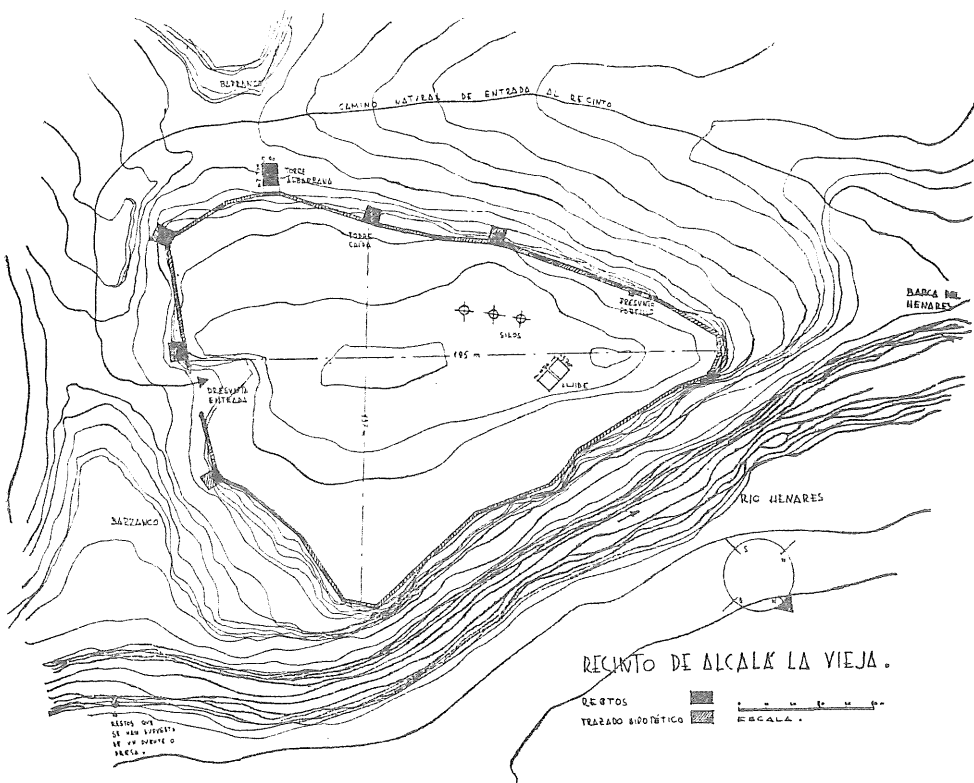 BARRANCO
CAMINO NATURAL DE ENTRADA AL RECINTO
TORRE
ALBARRANA
TORRE
CAIDA
PRESUNTO
PORTILLO
BARCA
HENARES
SILOS
195 m
ALJIBE
PRESUNTA
ENTRADA
BARRANCO
RIO HENARES
S
O
N
RECINTO DE ALCALÁ LA VIEJA.
RESTOS
TRAZADO HIPOTÉTICO
ESCALA.
RESTOS QUE
SE HAN SUPUESTO
DE UN PUENTE O
PRESA.